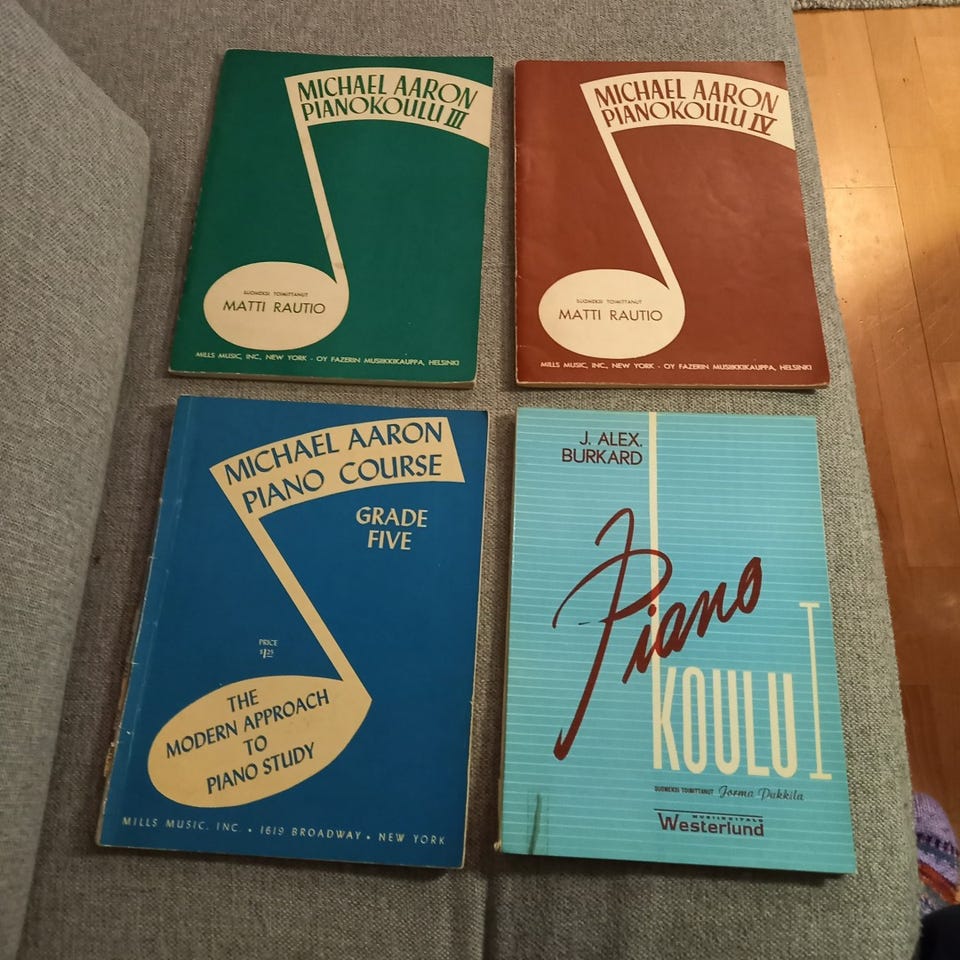 MICHAEL AARON
PIANOKOULU III
SUOMEKSI TOIMITTANUT
MATTI RAUTIO
MILLS MUSIC, INC., NEW YORK - OY FAZERIN MUSIIKKIKAUPPA, HELSINKI
MICHAEL AARON
PIANOKOULU IV
SUOMEKSI TOIMITTANUT
MATTI RAUTIO
MILLS MUSIC, INC., NEW YORK - OY FAZERIN MUSIIKKIKAUPPA, HELSINKI
MICHAEL AARON
PIANO COURSE
GRADE
FIVE
PRICE
$1.25
THE
MODERN APPROACH
TO
PIANO STUDY
MILLS MUSIC, INC. • 1619 BROADWAY • NEW YORK
J. ALEX.
BURKARD
Piano
KOULU I
SUOMEKSI TOIMITTANUT Jorma Pukkila
MUSIIKKITALO
Westerlund